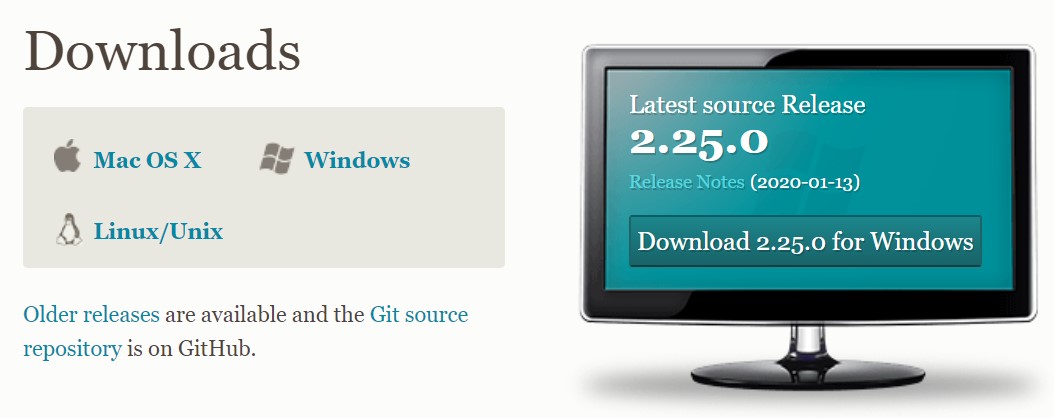 Downloads
Mac OS X
Windows
Linux/Unix
Older releases are available and the Git source
repository is on GitHub.
Latest source Release
2.25.0
Release Notes (2020-01-13)
Download 2.25.0 for Windows